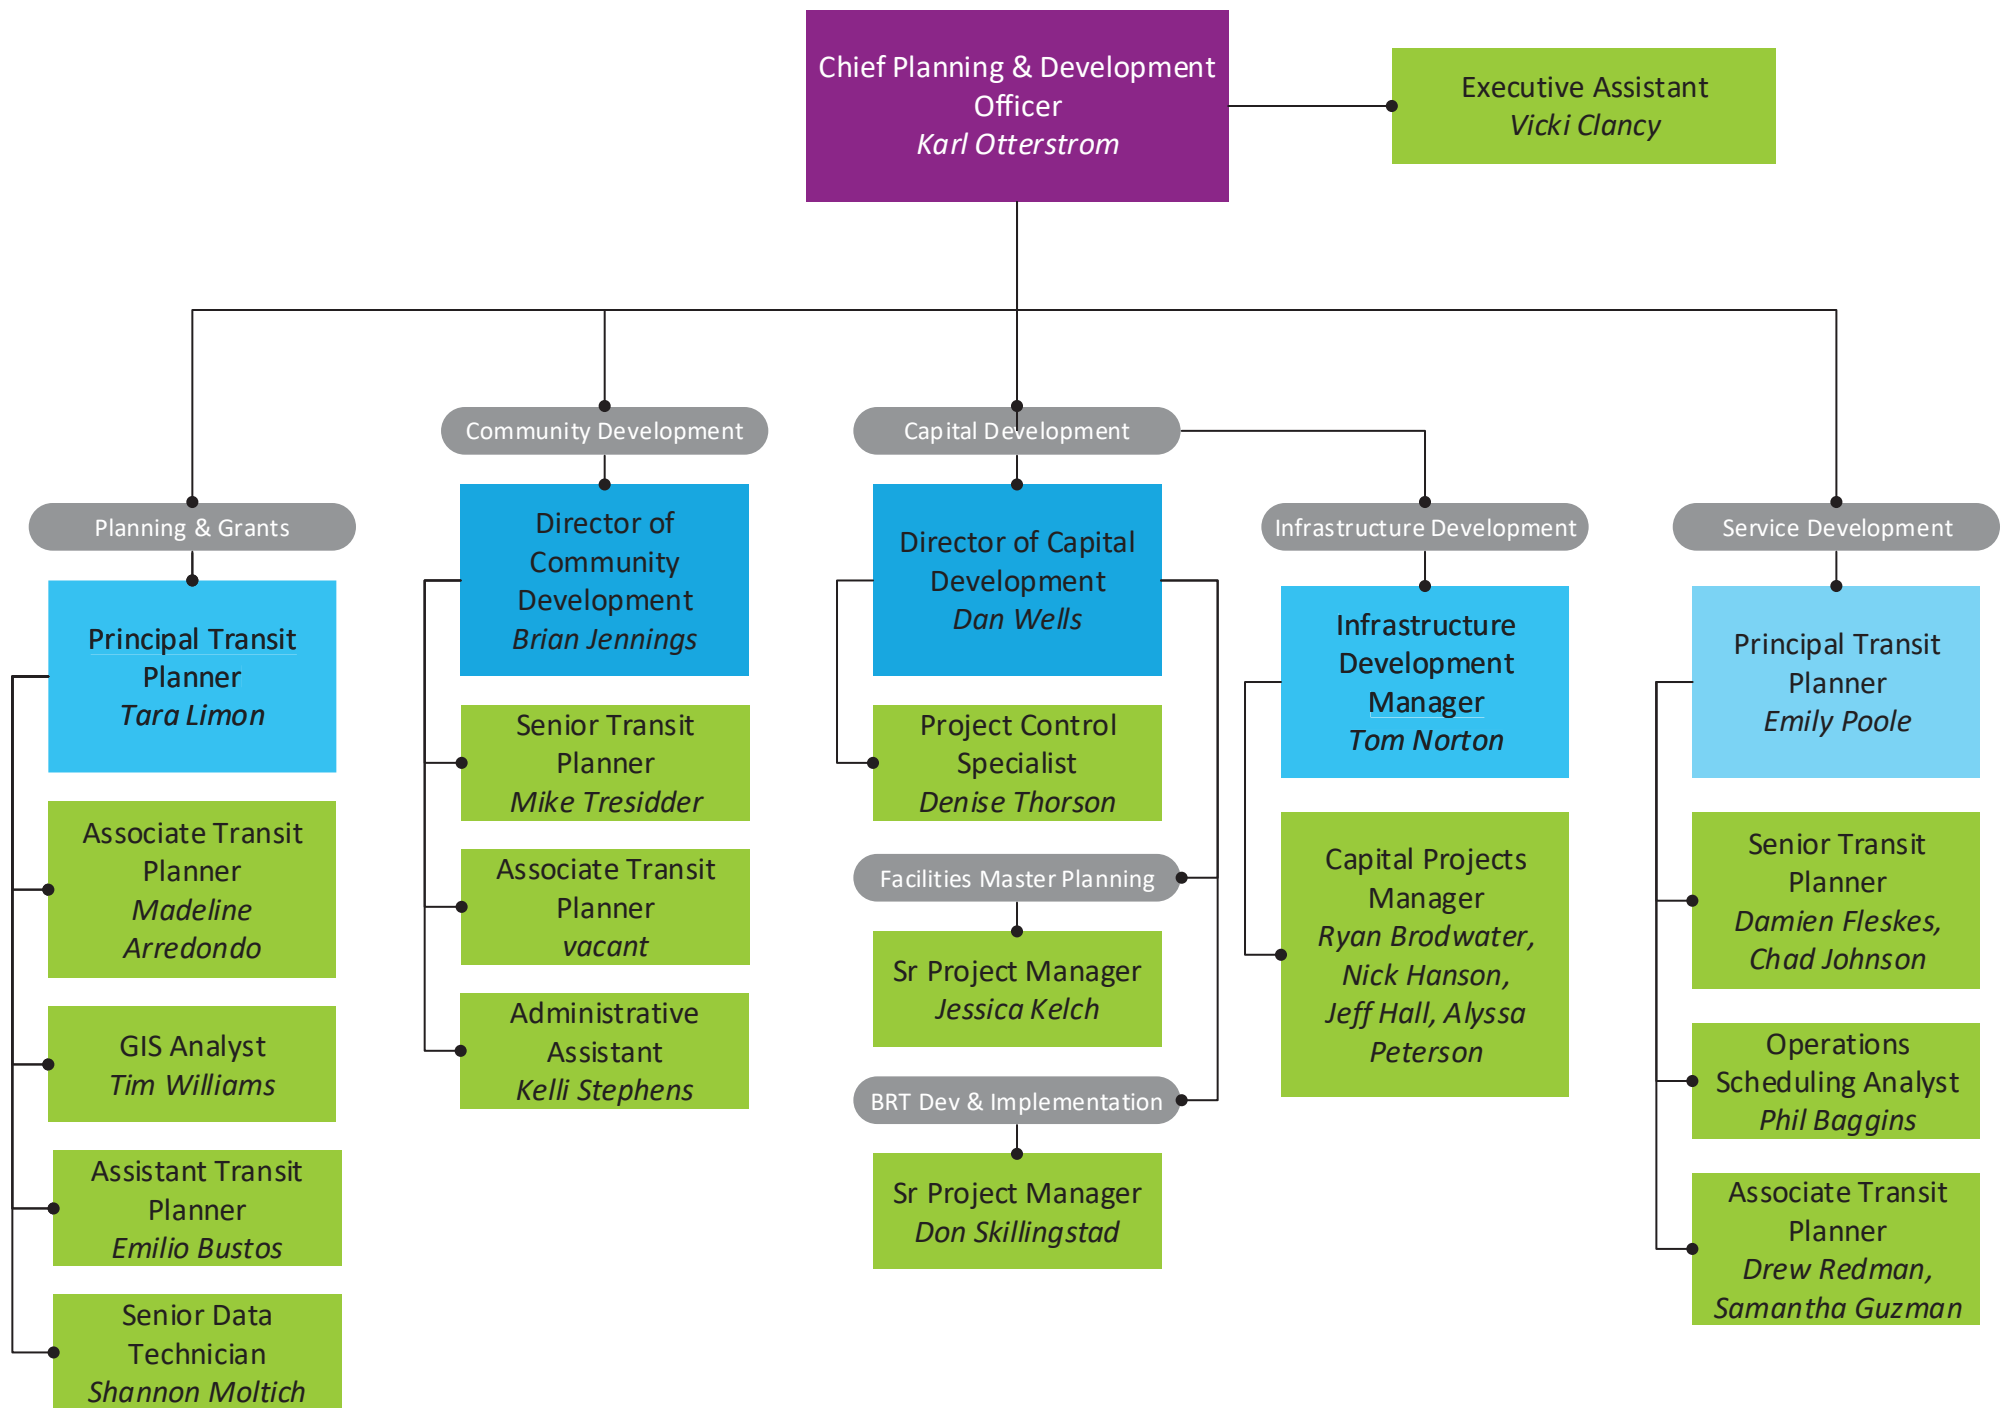 Chief Planning & Development
Officer
Karl Otterstrom
Executive Assistant
Vicki Clancy
Planning & Grants
Principal Transit
Planner
Tara Limon
Associate Transit
Planner
Madeline
Arredondo
GIS Analyst
Tim Williams
Assistant Transit
Planner
Emilio Bustos
Senior Data
Technician
Shannon Moltich
Community Development
Director of
Community
Development
Brian Jennings
Senior Transit
Planner
Mike Tresidder
Associate Transit
Planner
vacant
Administrative
Assistant
Kelli Stephens
Capital Development
Director of Capital
Development
Dan Wells
Project Control
Specialist
Denise Thorson
Facilities Master Planning
Sr Project Manager
Jessica Kelch
BRT Dev & Implementation
Sr Project Manager
Don Skillingstad
Infrastructure Development
Infrastructure
Development
Manager
Tom Norton
Capital Projects
Manager
Ryan Brodwater,
Nick Hanson,
Jeff Hall, Alyssa
Peterson
Service Development
Principal Transit
Planner
Emily Poole
Senior Transit
Planner
Damien Fleskes,
Chad Johnson
Operations
Scheduling Analyst
Phil Baggins
Associate Transit
Planner
Drew Redman,
Samantha Guzman